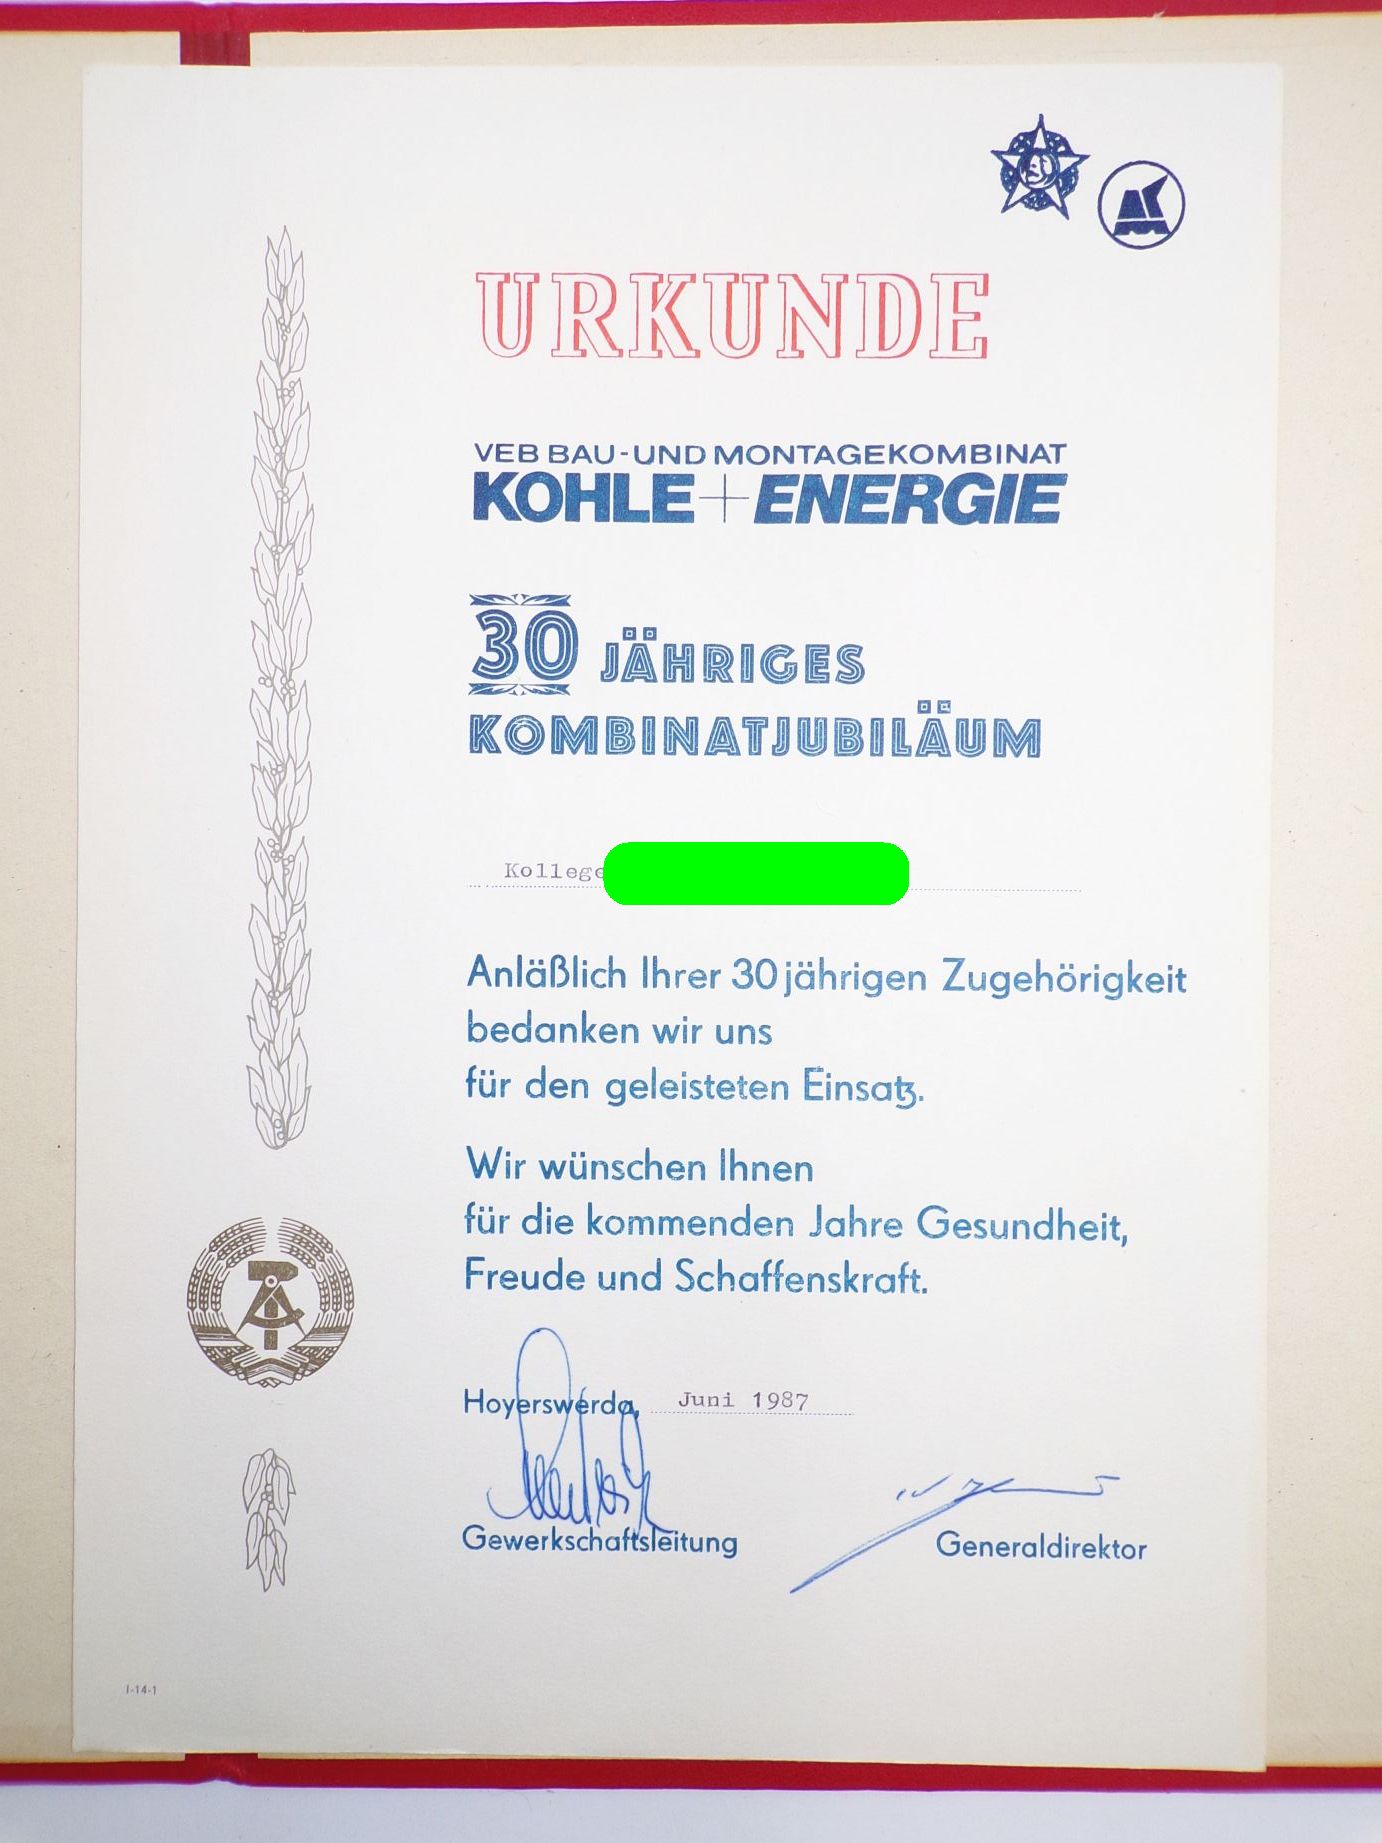 URKUNDE
VEB BAU-UND MONTAGEKOMBINAT
KOHLE+ENERGIE
30 JÄHRIGES
KOMBINATJUBILÄUM
Kollege
Anläßlich Ihrer 30jährigen Zugehörigkeit
bedanken wir uns
für den geleisteten Einsatz.
Wir wünschen Ihnen
für die kommenden Jahre Gesundheit,
Freude und Schaffenskraft.
Hoyerswerda, Juni 1987
Gewerkschaftsleitung
Generaldirektor
I-14-1